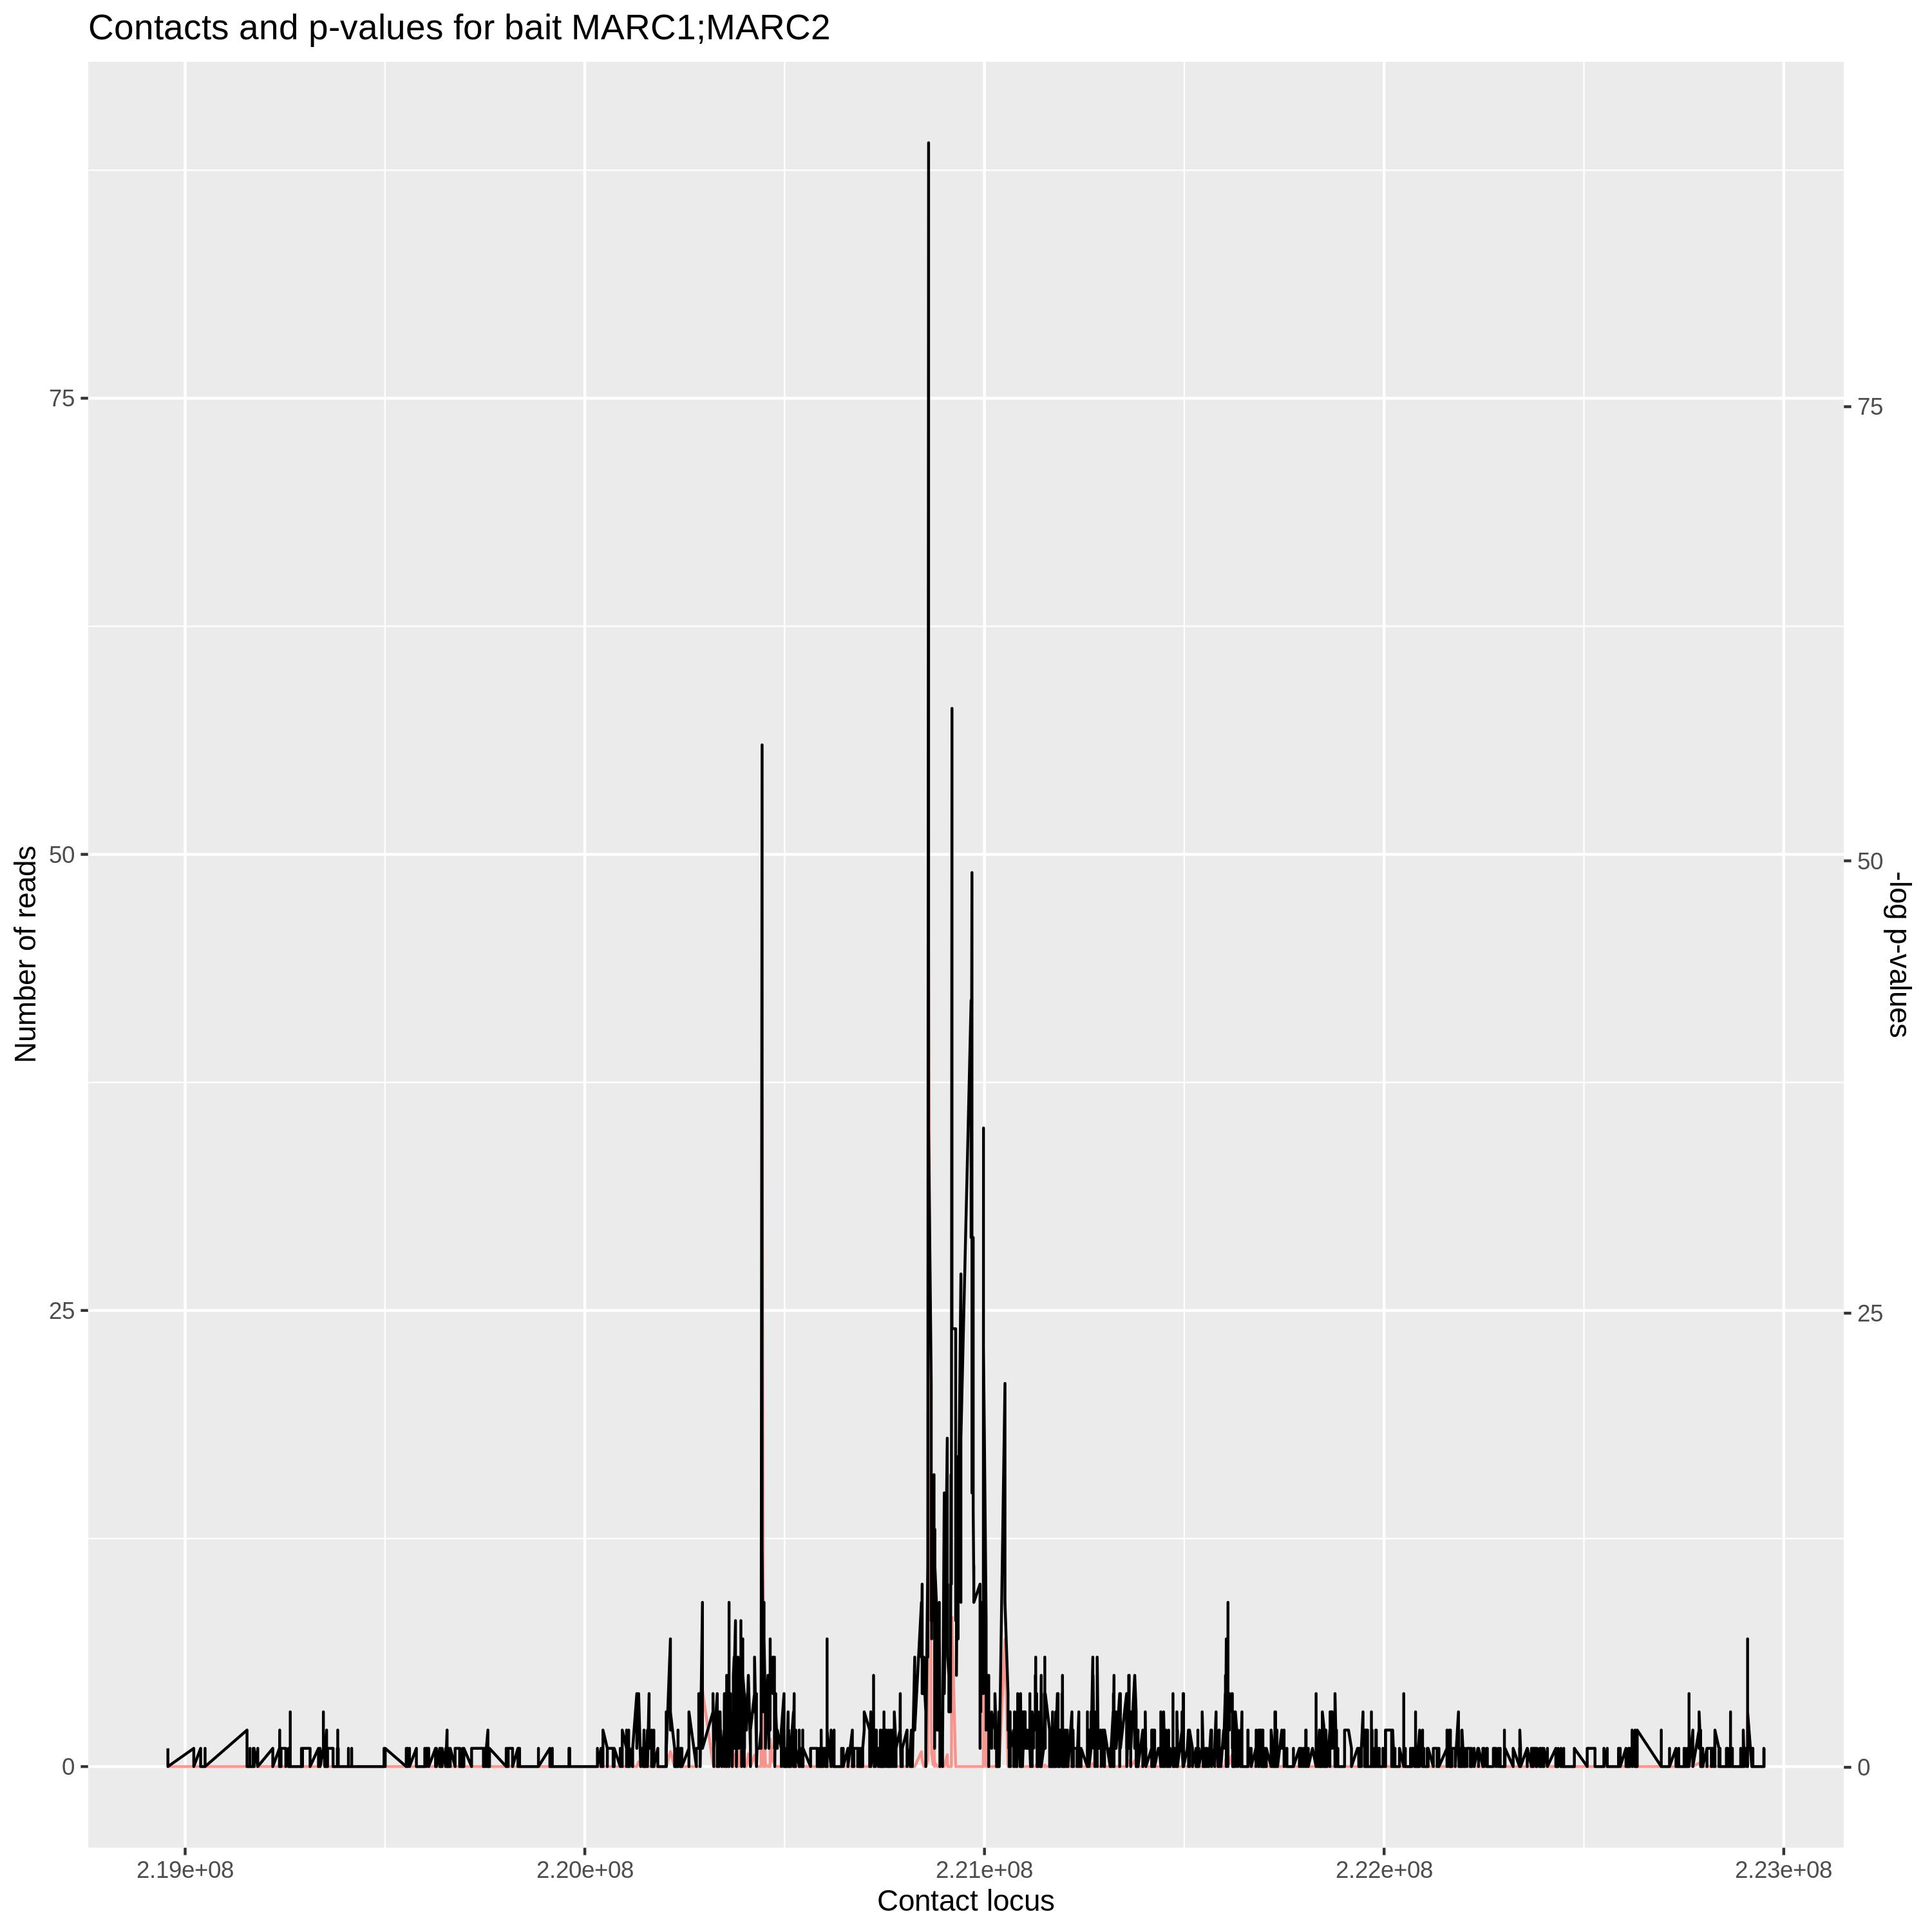 Contacts and p-values for bait MARC1;MARC2
75
50
25
0
Number of reads
75
50
25
0
-log p-values
2.19e+08 2.20e+08 2.21e+08 2.22e+08 2.23e+08
Contact locus